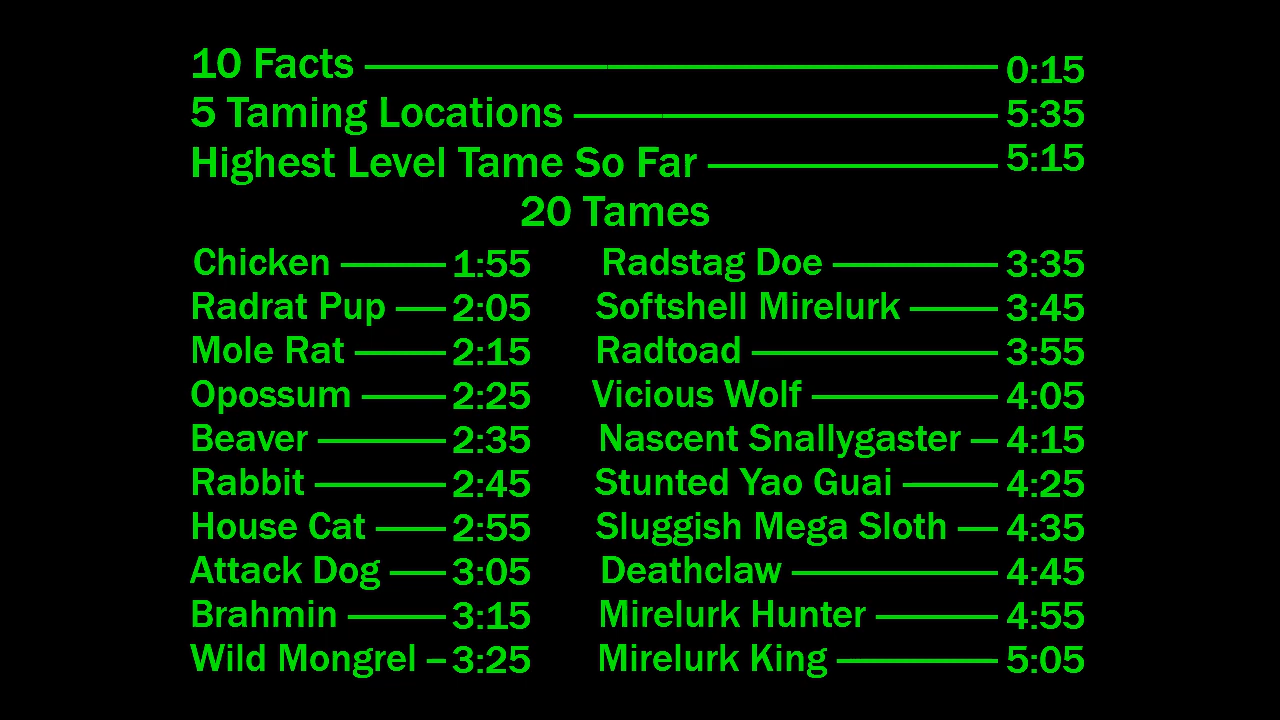 10 Facts 0:15
5 Taming Locations 5:35
Highest Level Tame So Far 5:15
20 Tames
Chicken 1:55
Radrat Pup 2:05
Mole Rat 2:15
Opossum 2:25
Beaver 2:35
Rabbit 2:45
House Cat 2:55
Attack Dog 3:05
Brahmin 3:15
Wild Mongrel 3:25
Radstag Doe 3:35
Softshell Mirelurk 3:45
Radtoad 3:55
Vicious Wolf 4:05
Nascent Snallygaster 4:15
Stunted Yao Guai 4:25
Sluggish Mega Sloth 4:35
Deathclaw 4:45
Mirelurk Hunter 4:55
Mirelurk King 5:05